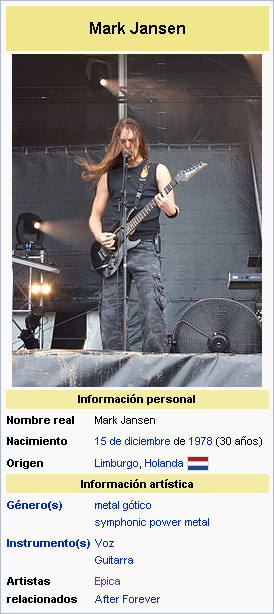 Mark Jansen
Información personal
Nombre real Mark Jansen
Nacimiento 15 de diciembre de 1978 (30 años)
Origen Limburgo, Holanda
Información artística
Género(s) metal gótico
symphonic power metal
Instrumento(s) Voz
Guitarra
Artistas Epica
relacionados After Forever